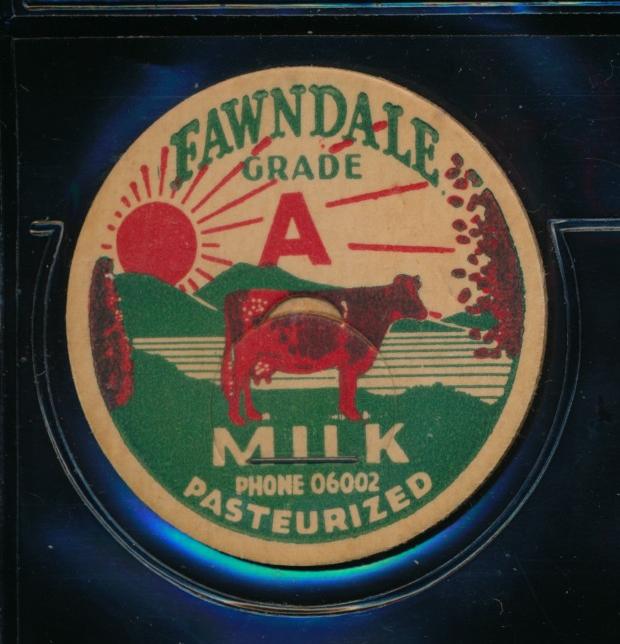 FAWNDALE
GRADE
A
MILK
PHONE 06002
PASTEURIZED